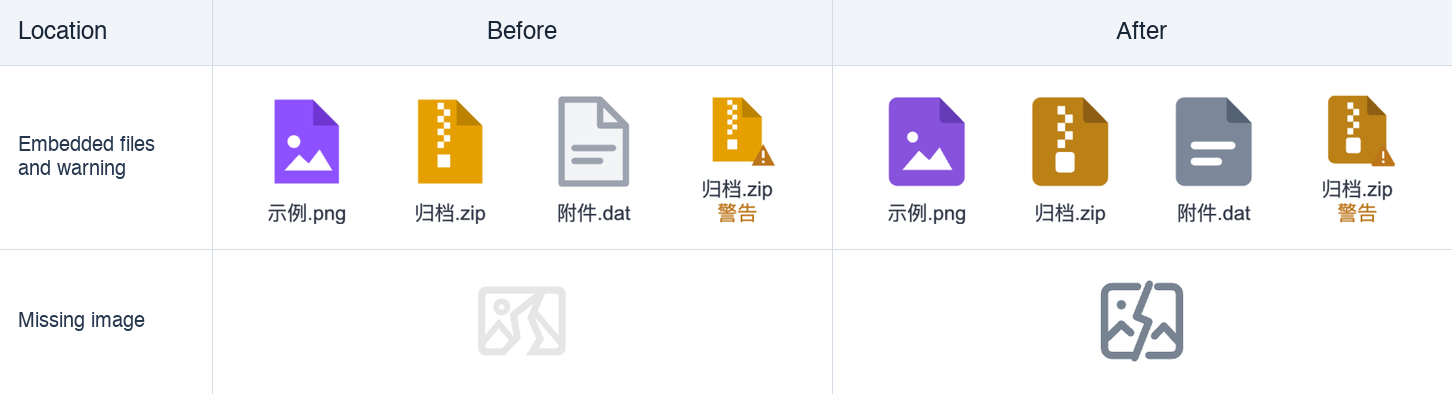 Location
Before
After
Embedded files
and warning
示例.png
归档.zip
附件.dat
归档.zip
警告
示例.png
归档.zip
附件.dat
归档.zip
警告
Missing image